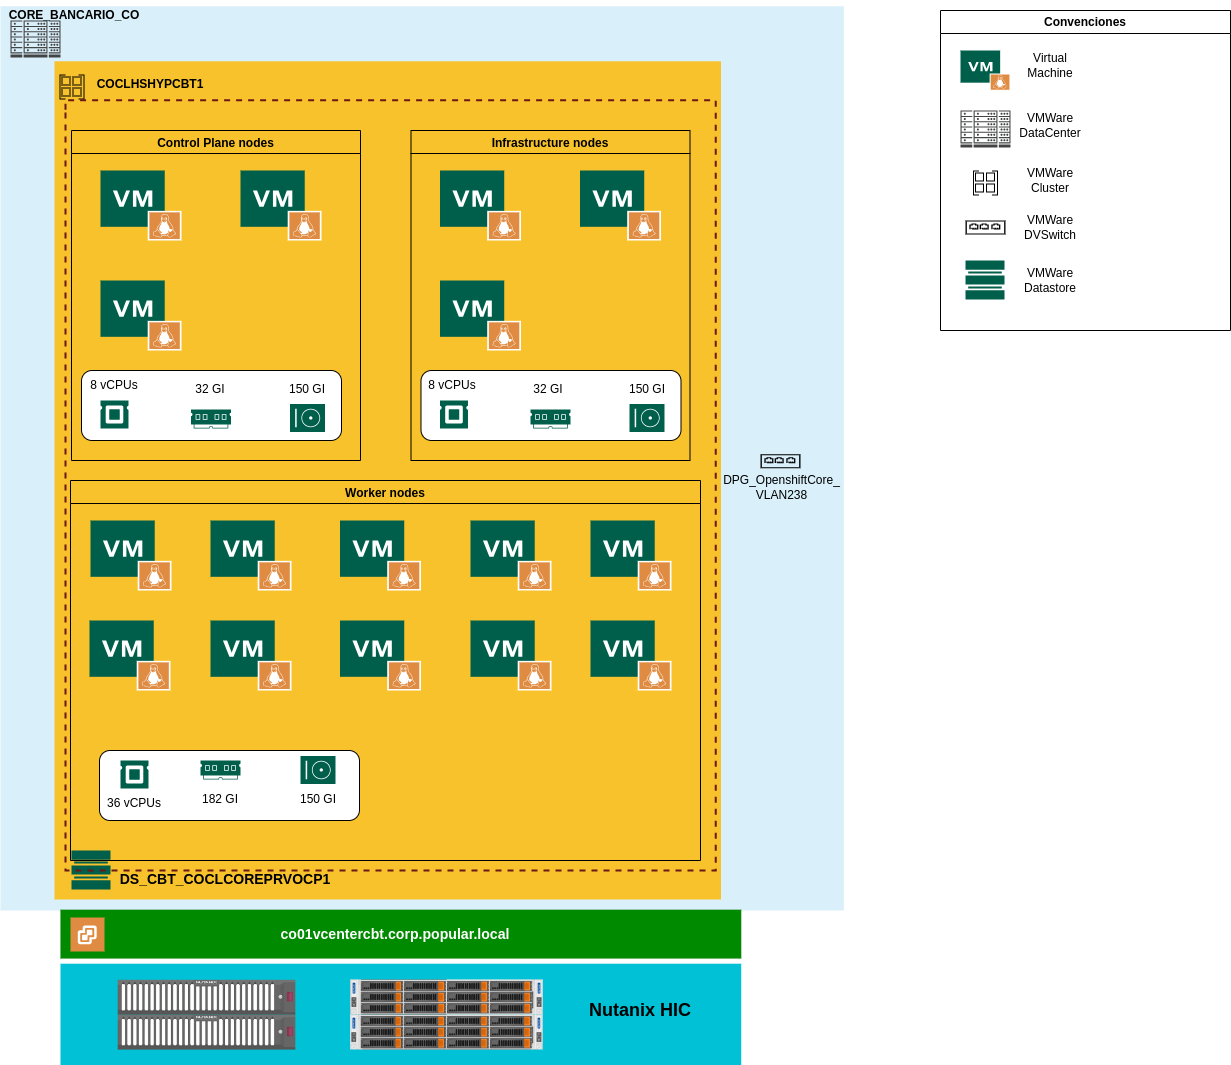 CORE_BANCARIO_CO
COCLHSHYPCBT1
Control Plane nodes
VM
VM
VM
8 vCPUs
32 GI
150 GI
Infrastructure nodes
VM
VM
VM
8 vCPUs
32 GI
150 GI
Worker nodes
VM
VM
VM
VM
VM
VM
VM
VM
VM
VM
36 vCPUs
182 GI
150 GI
DS_CBT_COCLCOREPRVOCP1
DPG_OpenshiftCore_
VLAN238
co01vcentercbt.corp.popular.local
Nutanix HIC
Convenciones
VM
Virtual
Machine
VMWare
DataCenter
VMWare
Cluster
VMWare
DVSwitch
VMWare
Datastore